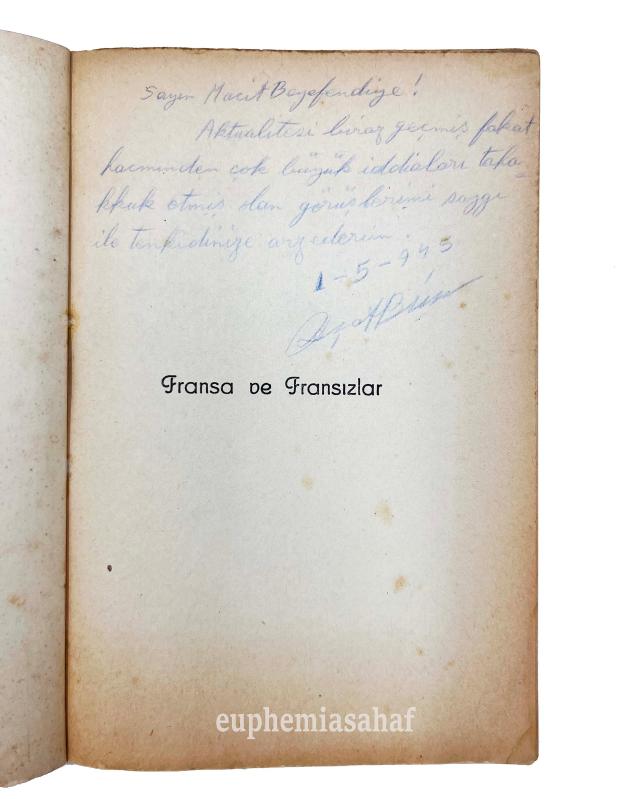 Sayın Macit Beyefendiye!
Aktualitesi biraz geçmiş fakat
hacminden çok büyük iddiaları taha-
kkuk etmiş olan görüşlerimi saygı
ile tenkidinize arzederim.
1-5-945
Fransa ve Fransızlar
euphemiasahaf